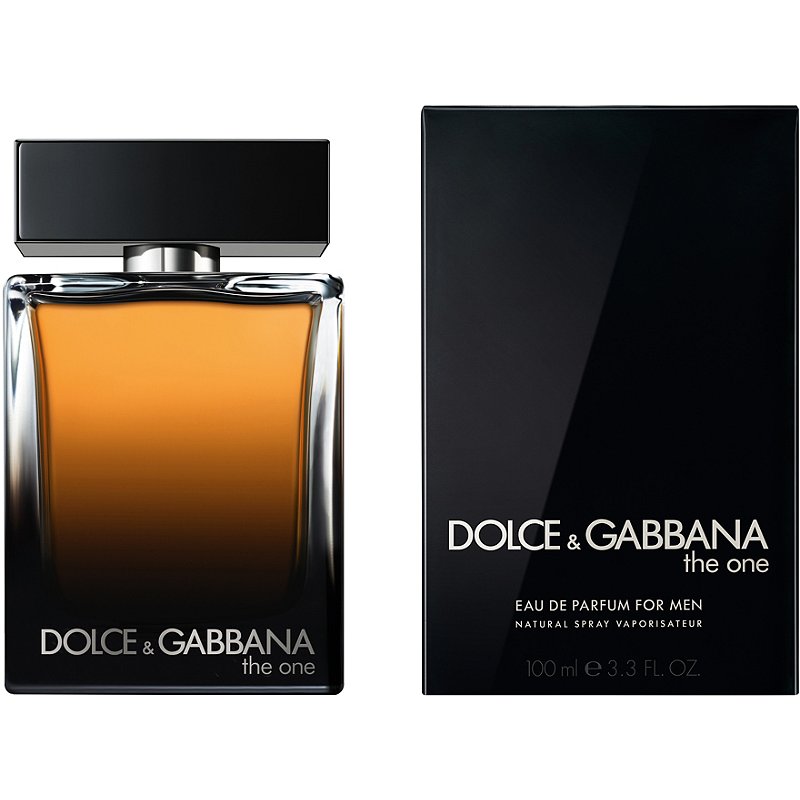 DOLCE & GABBANA
the one
DOLCE & GABBANA
the one
EAU DE PARFUM FOR MEN
NATURAL SPRAY VAPORISATEUR
100 ml e 3.3 FL. OZ.